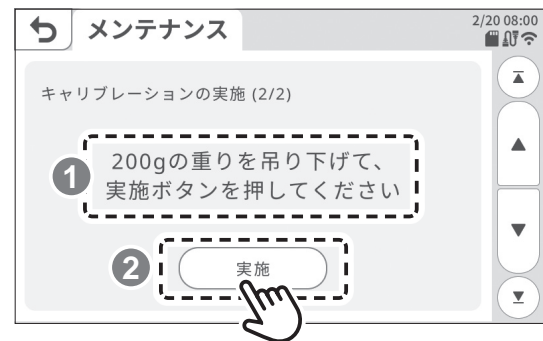 メンテナンス
2/20 08:00
キャリブレーションの実施 (2/2)
1
200gの重りを吊り下げて、
実施ボタンを押してください
2
実施